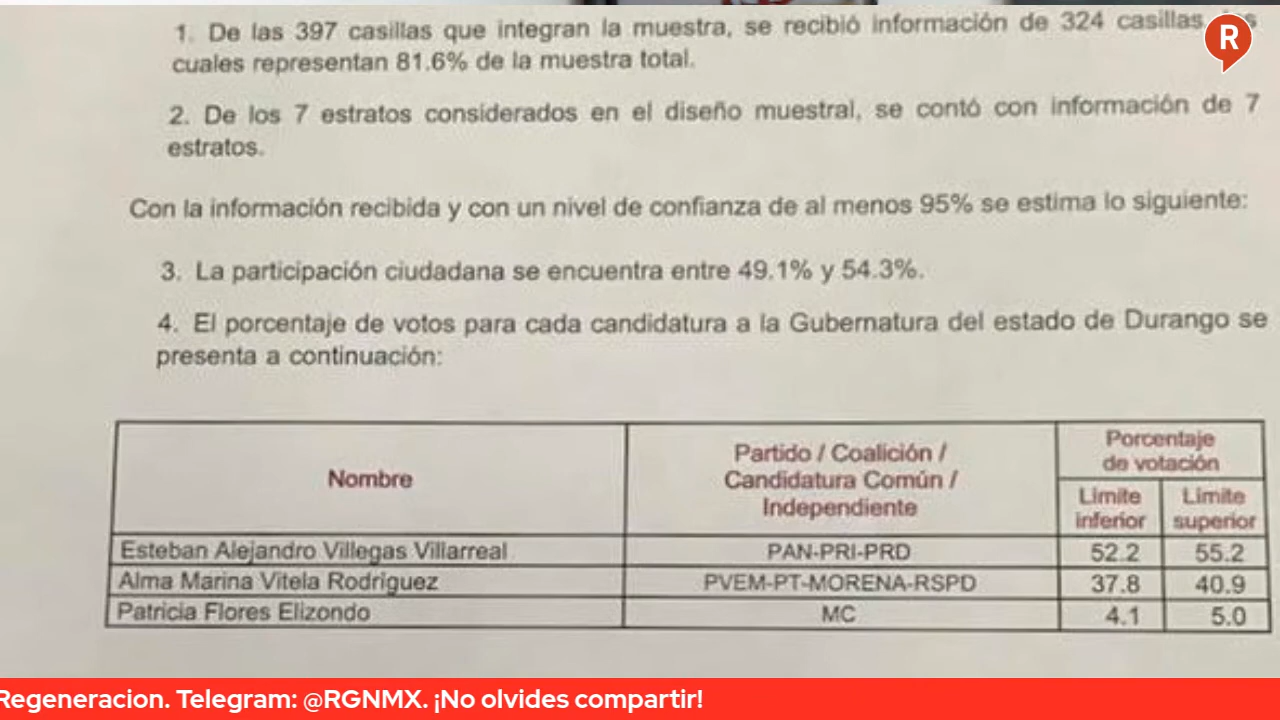 1. De las 397 casillas que integran la muestra, se recibió información de 324 casillas,
R
cuales representan 81.6% de la muestra total.
2. De los 7 estratos considerados en el diseño muestral, se contó con información de 7
estratos.
Con la información recibida y con un nivel de confianza de al menos 95% se estima lo siguiente:
3. La participación ciudadana se encuentra entre 49.1% y 54.3%.
4. El porcentaje de votos para cada candidatura a la Gubernatura del estado de Durango se
presenta a continuación:
Nombre
Partido / Coalición /
Candidatura Común /
Independiente
Porcentaje
de votación
Limite
inferior
Limite
superior
Esteban Alejandro Villegas Villarreal PAN-PRI-PRD 52.2 55.2
Alma Marina Vitela Rodriguez PVEM-PT-MORENA-RSPD 37.8 40.9
Patricia Flores Elizondo MC 4.1 5.0
Regeneracion. Telegram: @RGNMX. ¡No olvides compartir!